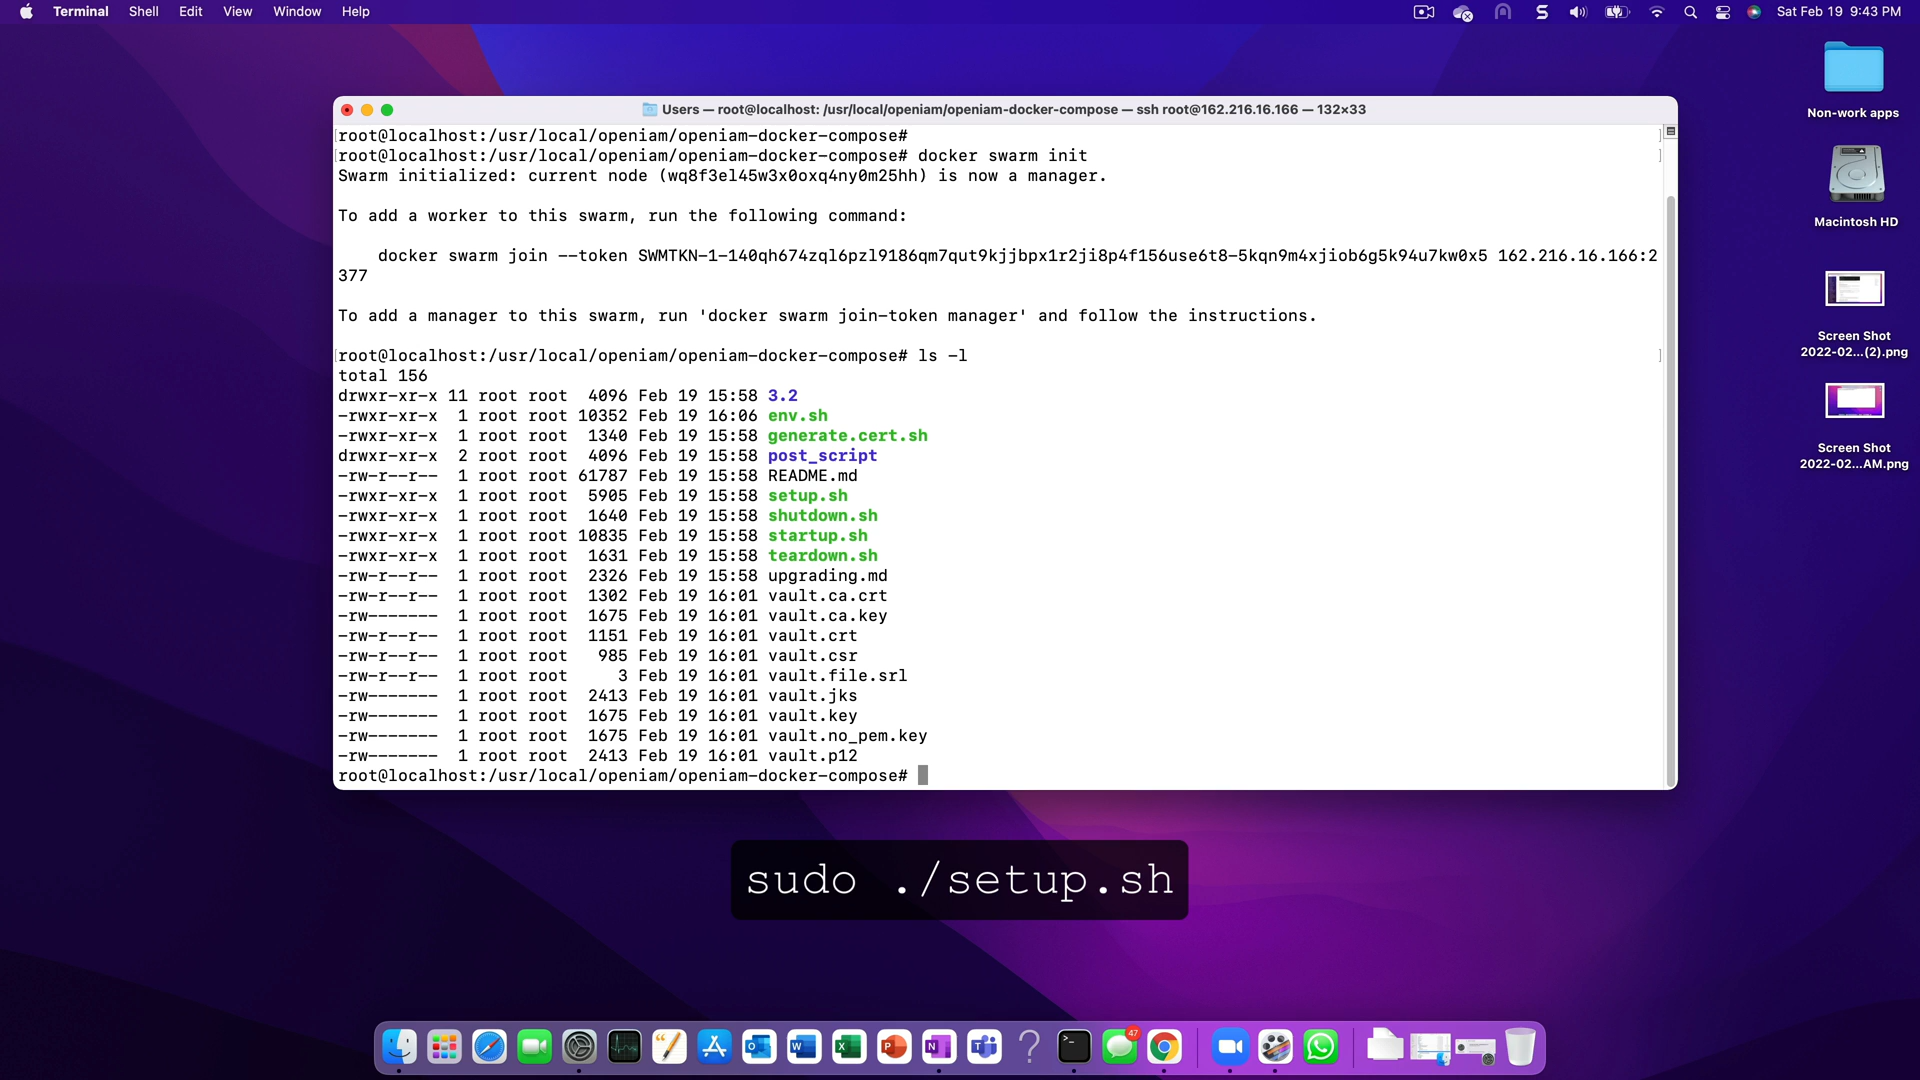 Terminal Shell Edit View Window Help
Sat Feb 19 9:43 PM
Users — root@localhost: /usr/local/openiam/openiam-docker-compose — ssh root@162.216.16.166 — 132×33
[root@localhost:/usr/local/openiam/openiam-docker-compose# ]
[root@localhost:/usr/local/openiam/openiam-docker-compose# docker swarm init ]
Swarm initialized: current node (wq8f3el45w3x0oxq4ny0m25hh) is now a manager.
To add a worker to this swarm, run the following command:
docker swarm join --token SWMTKN-1-140qh674zql6pzl9186qm7qut9kjjbpx1r2ji8p4f156use6t8-5kqn9m4xjiob6g5k94u7kw0x5 162.216.16.166:2
377
To add a manager to this swarm, run 'docker swarm join-token manager' and follow the instructions.
[root@localhost:/usr/local/openiam/openiam-docker-compose# ls -l ]
total 156
drwxr-xr-x 11 root root 4096 Feb 19 15:58 3.2
-rwxr-xr-x 1 root root 10352 Feb 19 16:06 env.sh
-rwxr-xr-x 1 root root 1340 Feb 19 15:58 generate.cert.sh
drwxr-xr-x 2 root root 4096 Feb 19 15:58 post_script
-rw-r--r-- 1 root root 61787 Feb 19 15:58 README.md
-rwxr-xr-x 1 root root 5905 Feb 19 15:58 setup.sh
-rwxr-xr-x 1 root root 1640 Feb 19 15:58 shutdown.sh
-rwxr-xr-x 1 root root 10835 Feb 19 15:58 startup.sh
-rwxr-xr-x 1 root root 1631 Feb 19 15:58 teardown.sh
-rw-r--r-- 1 root root 2326 Feb 19 15:58 upgrading.md
-rw-r--r-- 1 root root 1302 Feb 19 16:01 vault.ca.crt
-rw------- 1 root root 1675 Feb 19 16:01 vault.ca.key
-rw-r--r-- 1 root root 1151 Feb 19 16:01 vault.crt
-rw-r--r-- 1 root root 985 Feb 19 16:01 vault.csr
-rw-r--r-- 1 root root 3 Feb 19 16:01 vault.file.srl
-rw------- 1 root root 2413 Feb 19 16:01 vault.jks
-rw------- 1 root root 1675 Feb 19 16:01 vault.key
-rw------- 1 root root 1675 Feb 19 16:01 vault.no_pem.key
-rw------- 1 root root 2413 Feb 19 16:01 vault.p12
root@localhost:/usr/local/openiam/openiam-docker-compose#
Non-work apps
Macintosh HD
Screen Shot
2022-02...(2).png
Screen Shot
2022-02...AM.png
sudo ./setup.sh
47